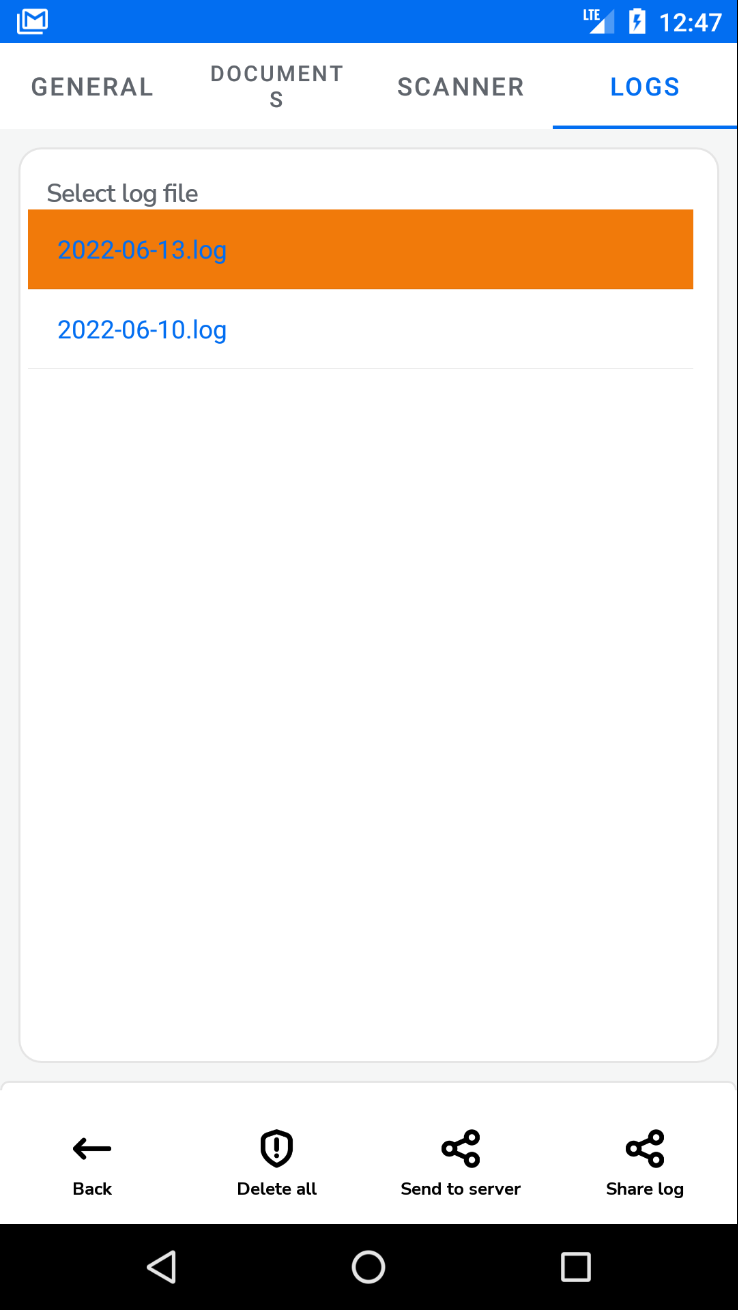 LTE 12:47
GENERAL
DOCUMENT
S
SCANNER
LOGS
Select log file
2022-06-13.log
2022-06-10.log
Back
Delete all
Send to server
Share log